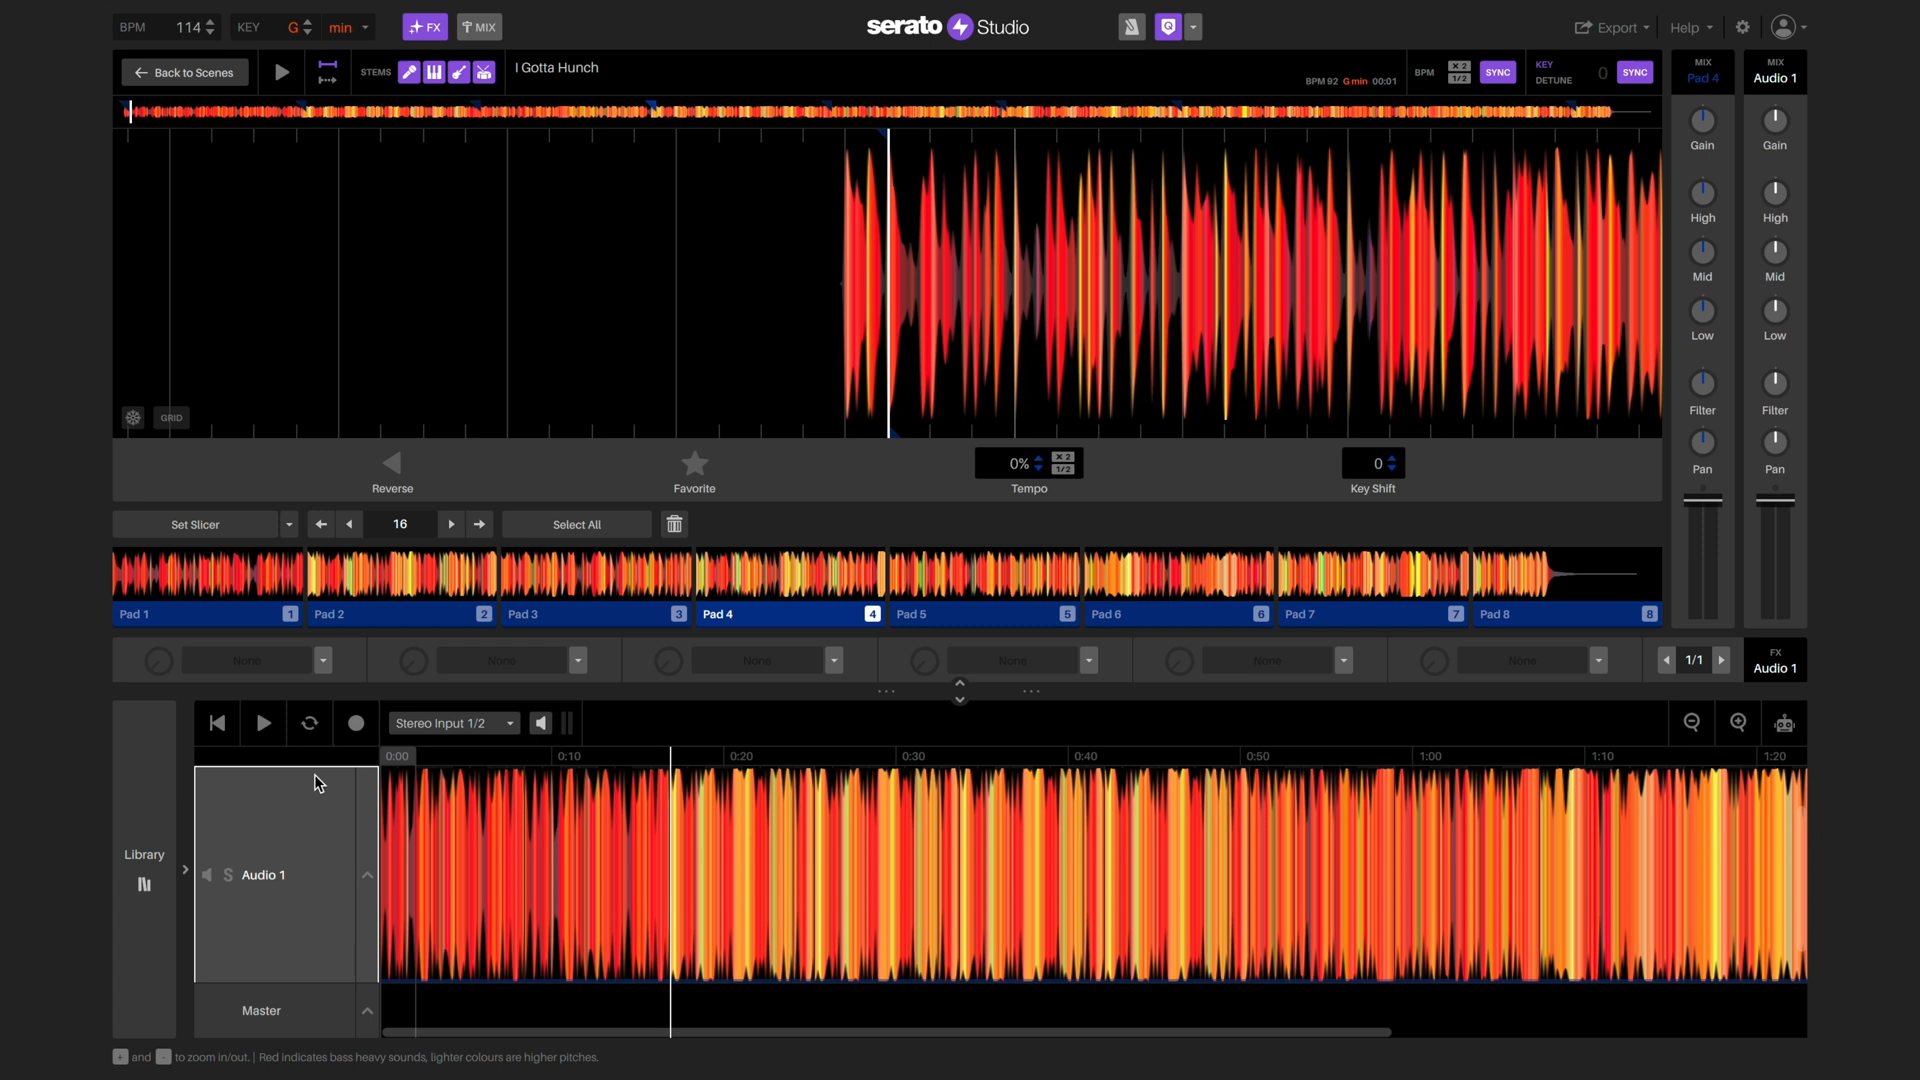 BPM 114 KEY G min FX MIX serato Studio Export Help
Back to Scenes STEMS I Gotta Hunch BPM 92 G min 00:01 BPM x 2 1/2 SYNC KEY DETUNE 0 SYNC MIX Pad 4 MIX Audio 1
Gain Gain
High High
Mid Mid
Low Low
Filter Filter
Pan Pan
GRID
0% x 2 1/2 0
Reverse Favorite Tempo Key Shift
Set Slicer 16 Select All
Pad 1 1 Pad 2 2 Pad 3 3 Pad 4 4 Pad 5 5 Pad 6 6 Pad 7 7 Pad 8 8
None None None None None None 1/1 FX Audio 1
Stereo Input 1/2
0:00 0:10 0:20 0:30 0:40 0:50 1:00 1:10 1:20
Library
S Audio 1
Master
+ and - to zoom in/out. | Red indicates bass heavy sounds, lighter colours are higher pitches.